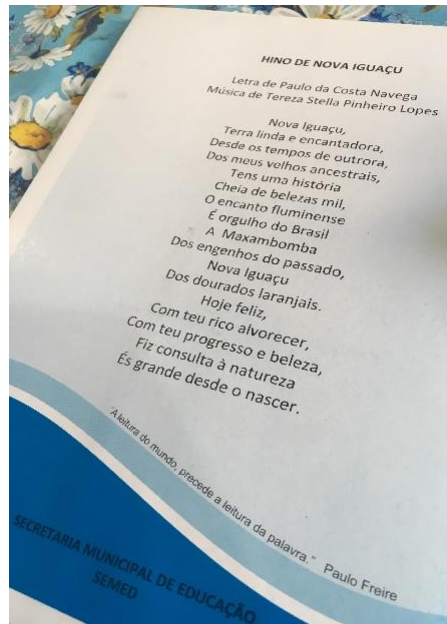 HINO DE NOVA IGUAÇU
Letra de Paulo da Costa Navega
Música de Tereza Stella Pinheiro Lopes
Nova Iguaçu,
Terra linda e encantadora,
Desde os tempos de outrora,
Dos meus velhos ancestrais,
Tens uma história
Cheia de belezas mil,
O encanto fluminense
É orgulho do Brasil
A Maxambomba
Dos engenhos do passado,
Nova Iguaçu
Dos dourados laranjais.
Hoje feliz,
Com teu rico alvorecer,
Com teu progresso e beleza,
Fiz consulta à natureza
És grande desde o nascer.
"A leitura do mundo, precede a leitura da palavra." Paulo Freire
SECRETARIA MUNICIPAL DE EDUCAÇÃO
SEMED